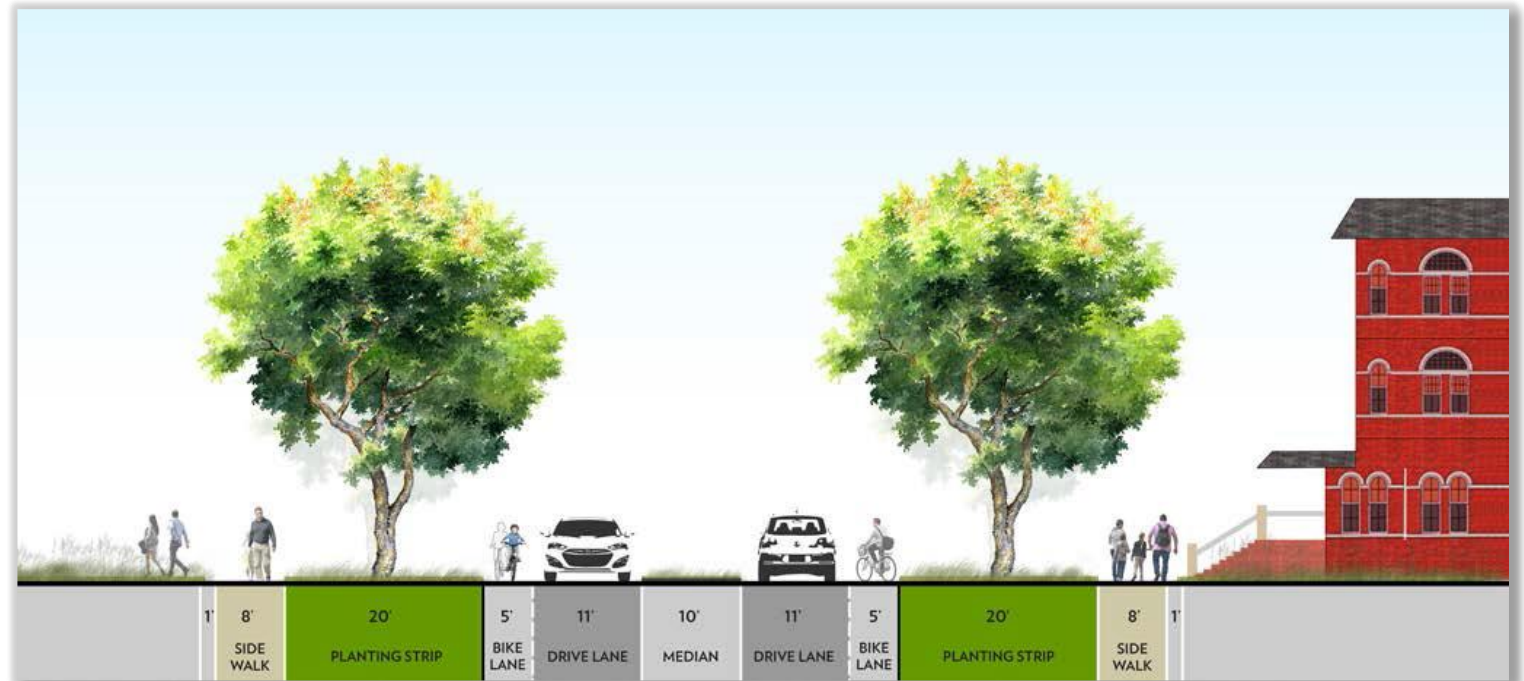 1' 8' 20' 5' 11' 10' 11' 5' 20' 8' 1'
SIDE WALK
PLANTING STRIP
BIKE LANE
DRIVE LANE
MEDIAN
DRIVE LANE
BIKE LANE
PLANTING STRIP
SIDE WALK